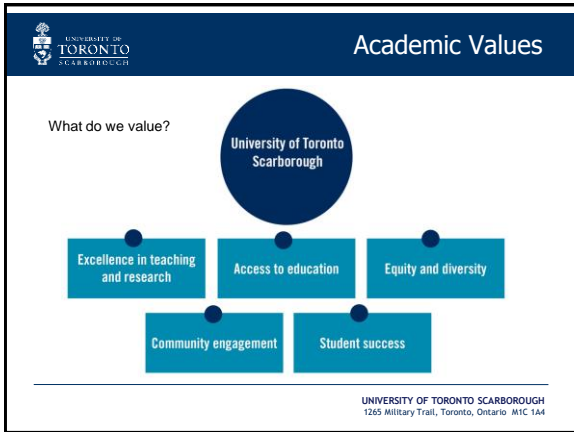 UNIVERSITY OF
TORONTO
SCARBOROUGH
Academic Values
What do we value?
University of Toronto
Scarborough
Excellence in teaching
and research
Access to education
Equity and diversity
Community engagement
Student success
UNIVERSITY OF TORONTO SCARBOROUGH
1265 Military Trail, Toronto, Ontario M1C 1A4